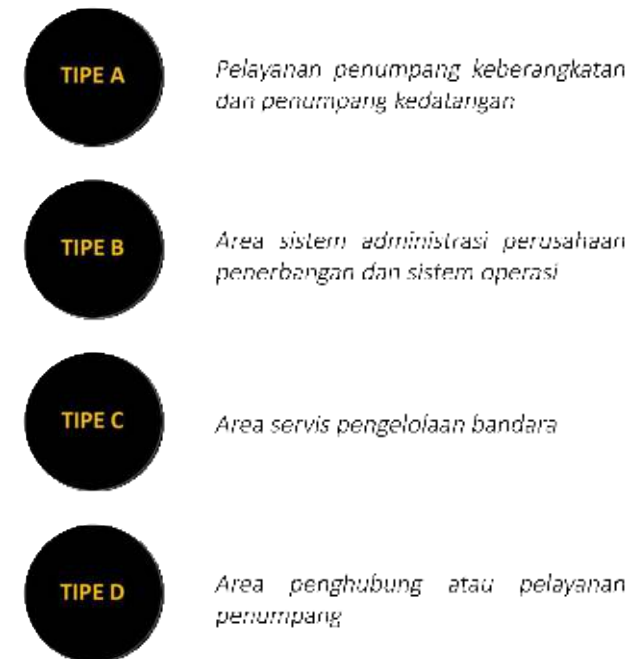 TIPE A
Pelayanan penumpang keberangkatan
dan penumpang kedatangan
TIPE B
Area sistem administrasi perusahaan
penerbangan dan sistem operasi
TIPE C
Area servis pengelolaan bandara
TIPE D
Area penghubung atau pelayanan
penumpang